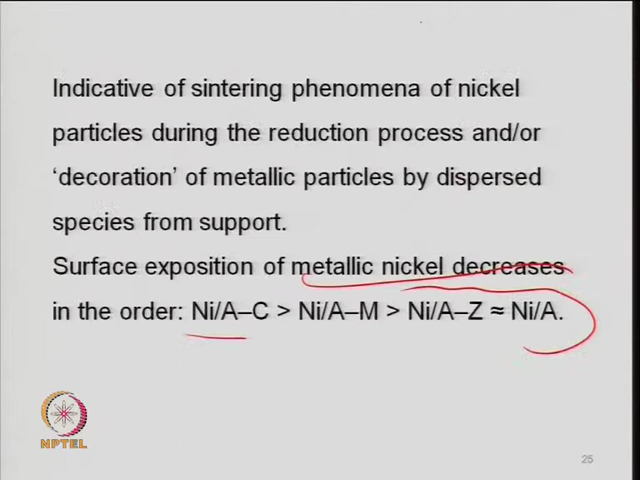 Indicative of sintering phenomena of nickel
particles during the reduction process and/or
‘decoration’ of metallic particles by dispersed
species from support.
Surface exposition of metallic nickel decreases
in the order: Ni/A–C > Ni/A–M > Ni/A–Z ≈ Ni/A.
NPTEL
25